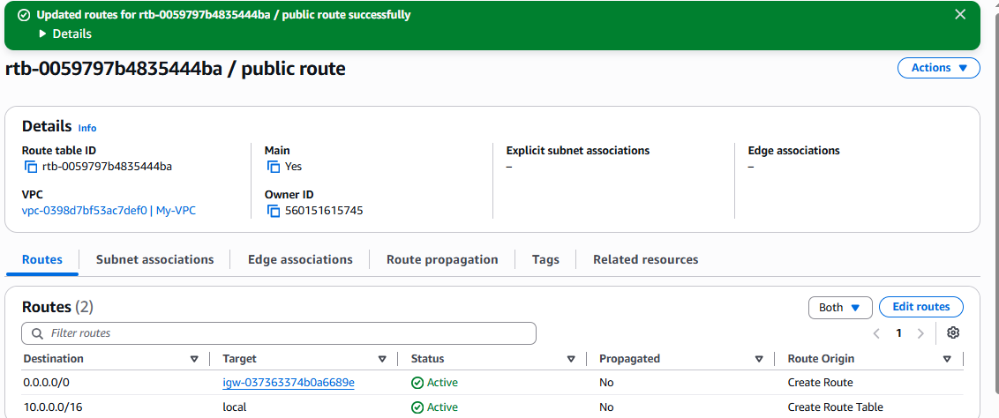 Updated routes for rtb-0059797b4835444ba / public route successfully
Details
rtb-0059797b4835444ba / public route
Actions
Details Info
Route table ID
rtb-0059797b4835444ba
Main
Yes
Explicit subnet associations
–
Edge associations
–
VPC
vpc-0398d7bf53ac7def0 | My-VPC
Owner ID
560151615745
Routes
Subnet associations
Edge associations
Route propagation
Tags
Related resources
Routes (2)
Both
Edit routes
Filter routes
1
Destination Target Status Propagated Route Origin
0.0.0.0/0 igw-037363374b0a6689e Active No Create Route
10.0.0.0/16 local Active No Create Route Table